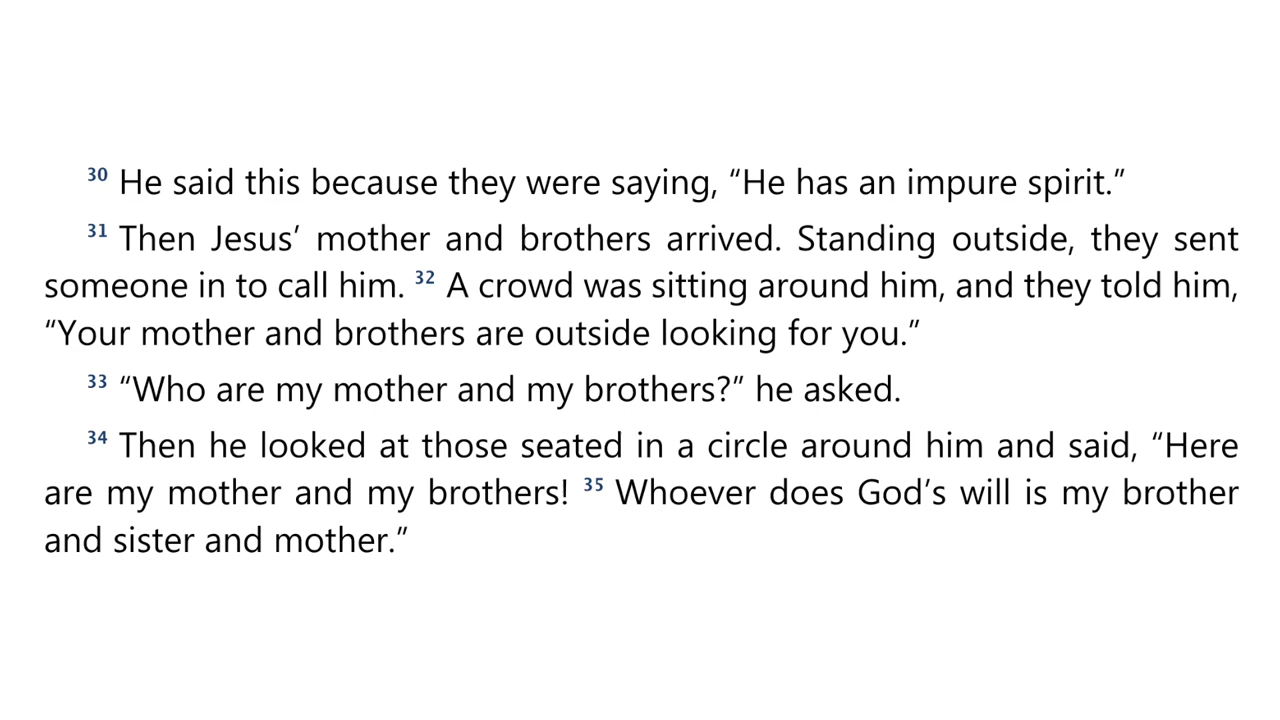 30 He said this because they were saying, “He has an impure spirit.”
31 Then Jesus’ mother and brothers arrived. Standing outside, they sent
someone in to call him. 32 A crowd was sitting around him, and they told him,
“Your mother and brothers are outside looking for you.”
33 “Who are my mother and my brothers?” he asked.
34 Then he looked at those seated in a circle around him and said, “Here
are my mother and my brothers! 35 Whoever does God’s will is my brother
and sister and mother.”